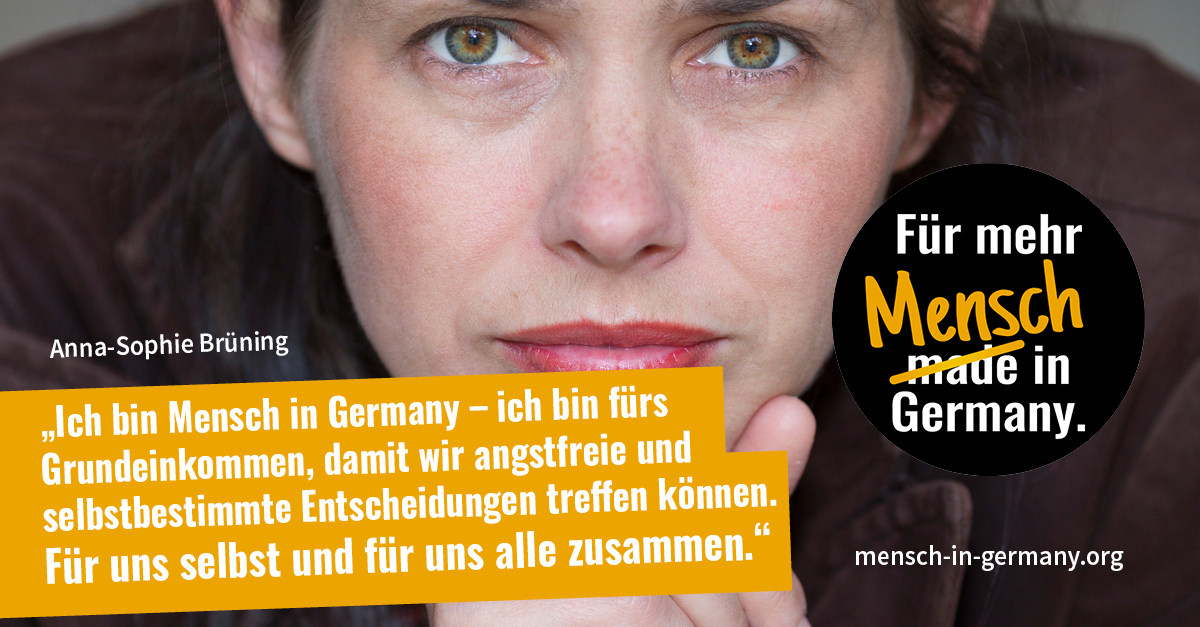 Anna-Sophie Brüning
„Ich bin Mensch in Germany – ich bin fürs
Grundeinkommen, damit wir angstfreie und
selbstbestimmte Entscheidungen treffen können.
Für uns selbst und für uns alle zusammen.“
Für mehr
Mensch
made in
Germany.
mensch-in-germany.org